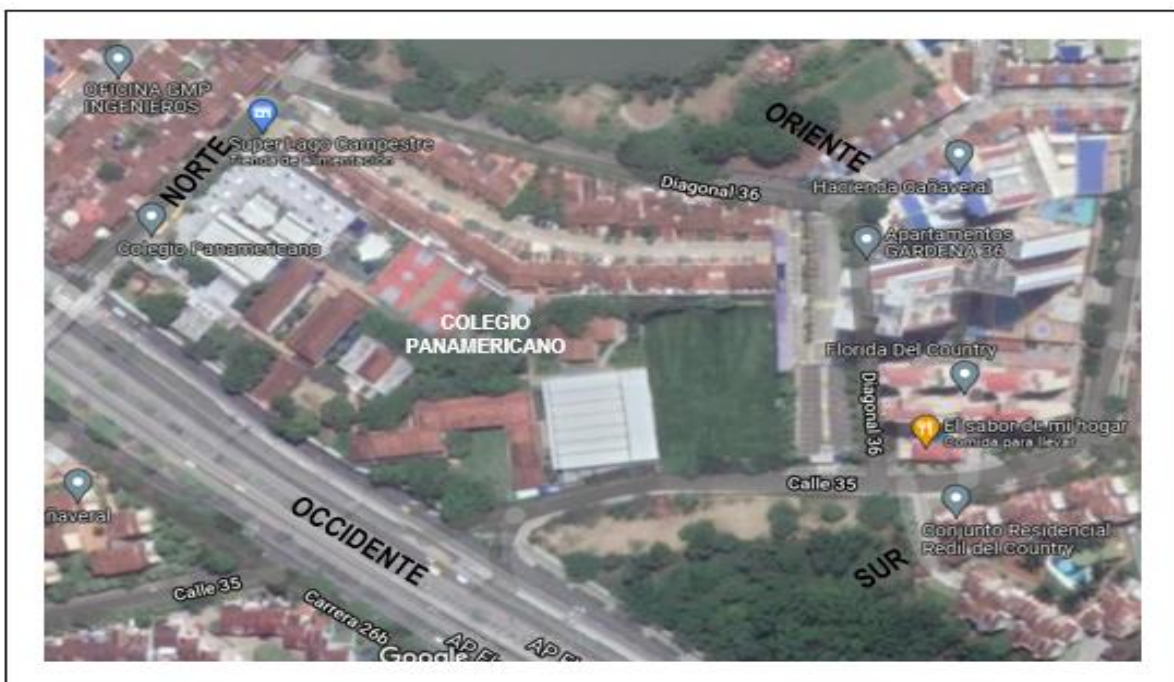 OFICINA GMP
INGENIEROS
NORTE
Super Lago Campestre
Tienda de alimentación
Colegio Panamericano
ORIENTE
Diagonal 36
Hacienda Cañaveral
Apartamentos
GARDENA 36
COLEGIO
PANAMERICANO
Florida Del Country
Diagonal 36
El sabor de mi hogar
Comida para llevar
Calle 35
ñaveral
OCCIDENTE
Conjunto Residencial
Redil del Country
SUR
Calle 35
Carrera 26b
Google